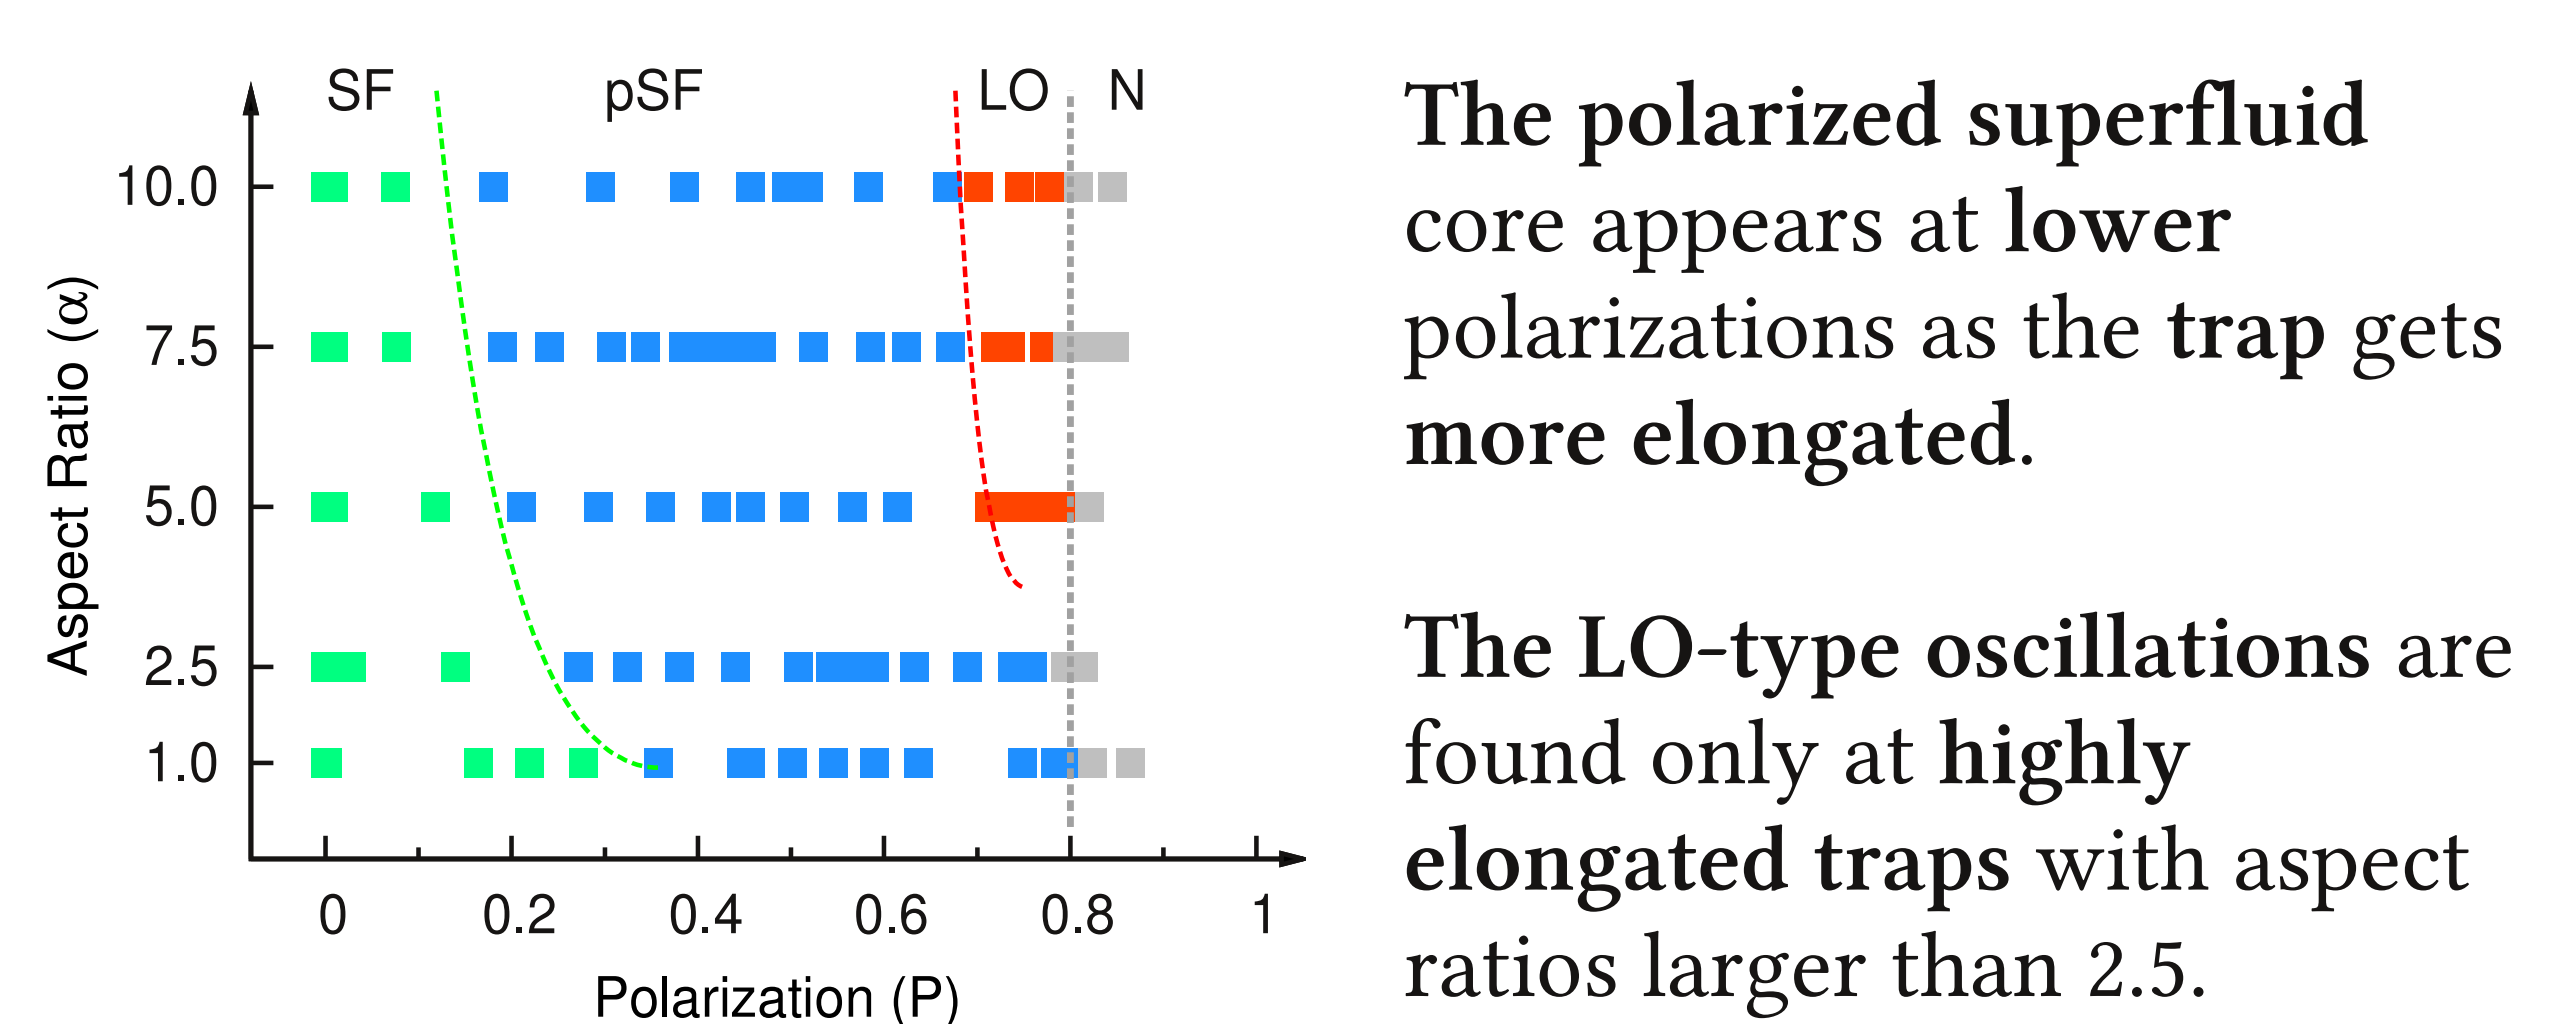 SF pSF LO N
10.0
7.5
5.0
2.5
1.0
Aspect Ratio (α)
0 0.2 0.4 0.6 0.8 1
Polarization (P)
The polarized superfluid
core appears at lower
polarizations as the trap gets
more elongated.
The LO-type oscillations are
found only at highly
elongated traps with aspect
ratios larger than 2.5.